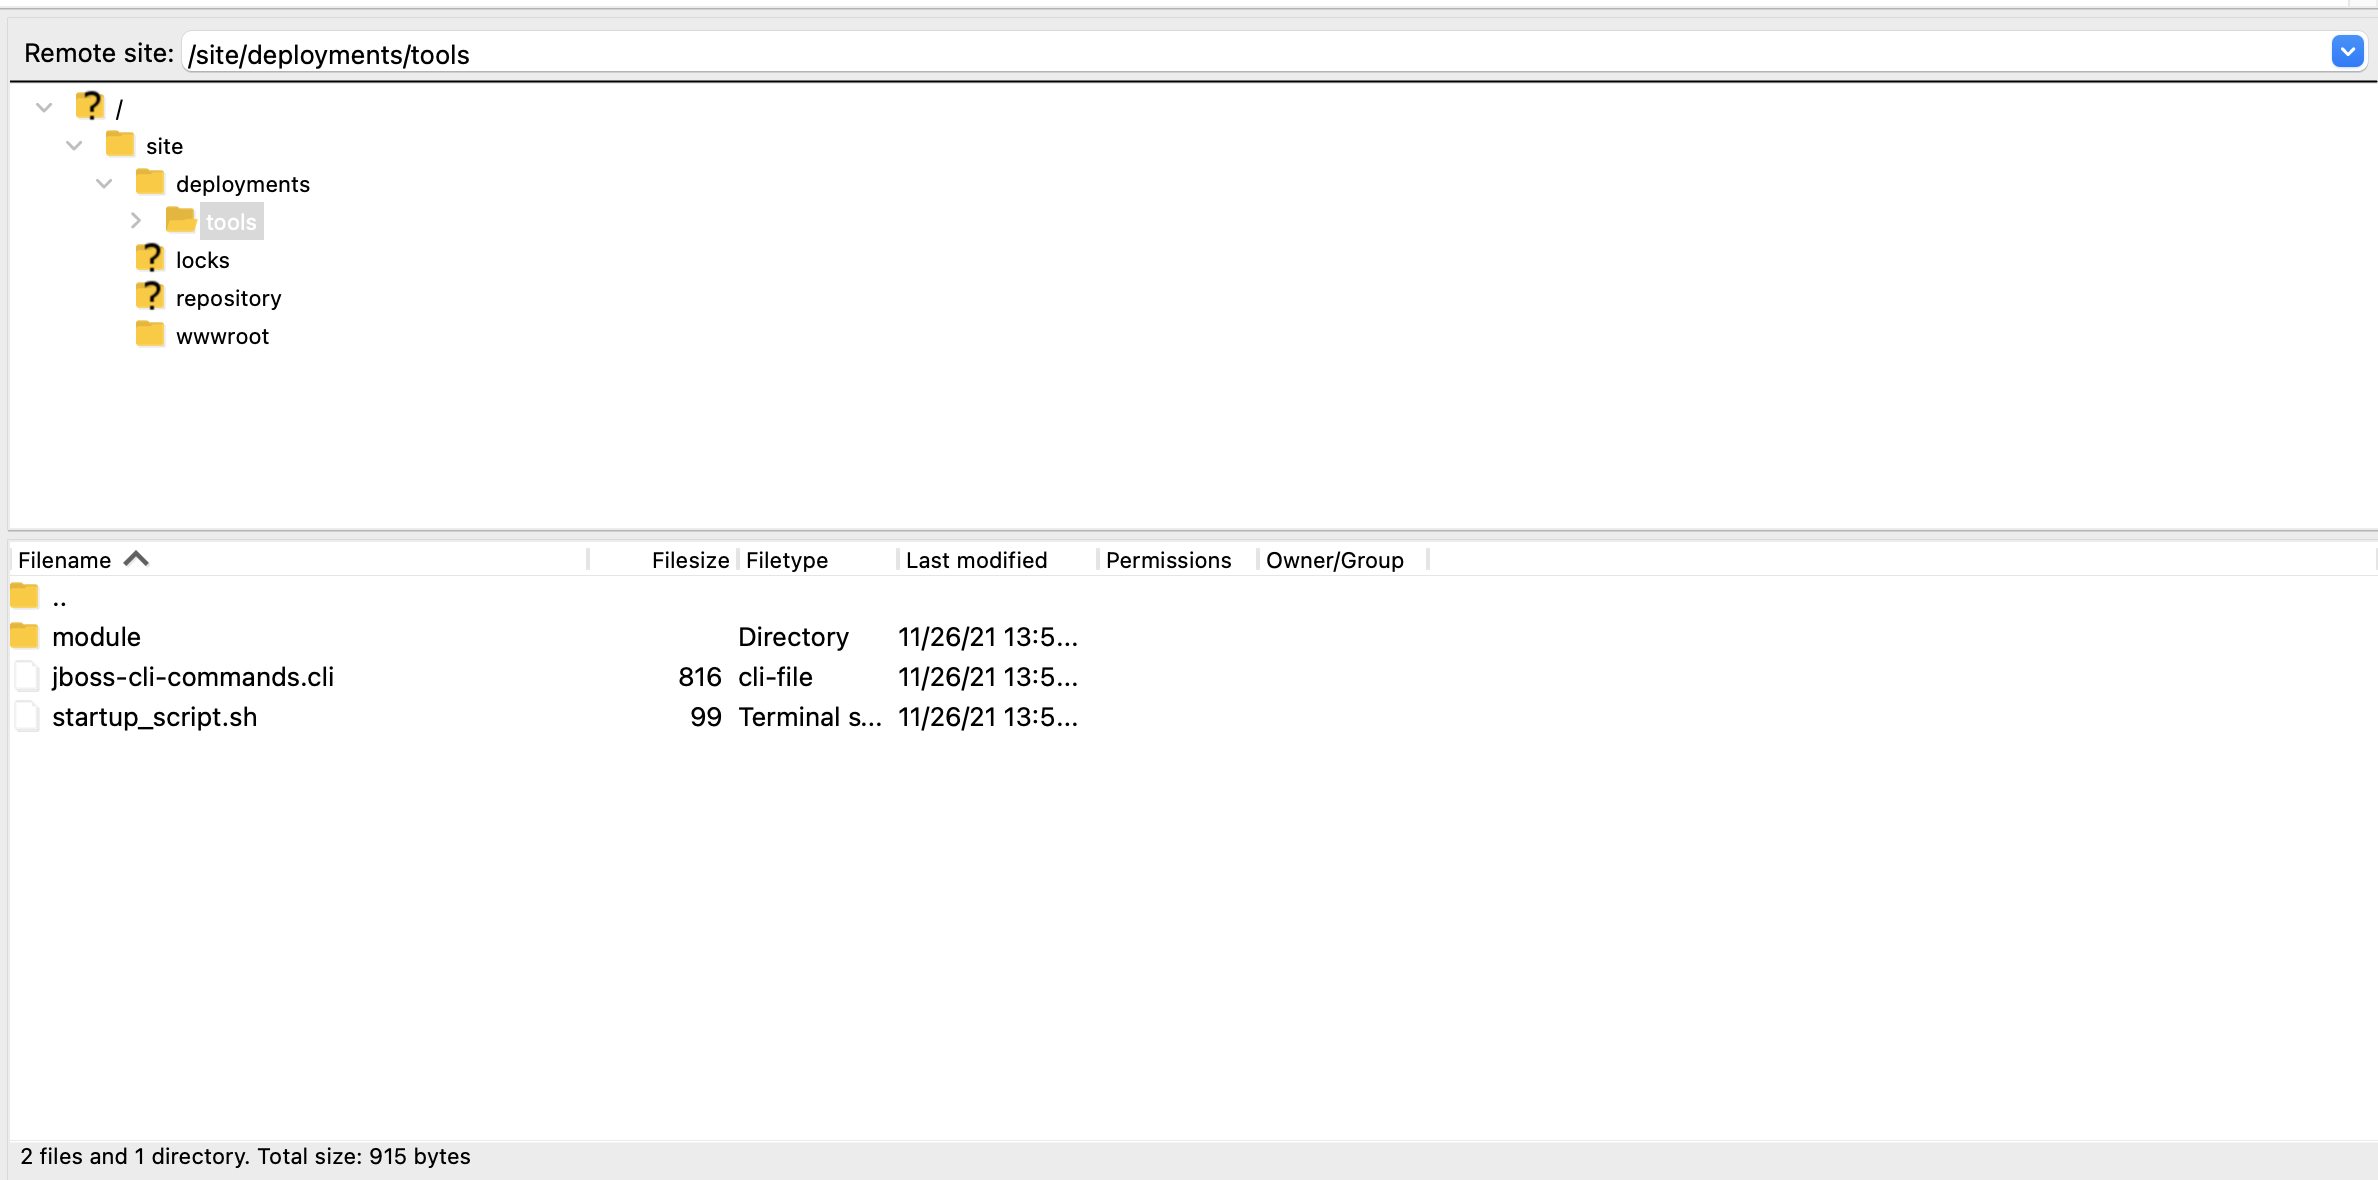 Remote site: /site/deployments/tools
? /
site
deployments
tools
? locks
? repository
wwwroot
Filename Filesize Filetype Last modified Permissions Owner/Group
..
module Directory 11/26/21 13:5...
jboss-cli-commands.cli 816 cli-file 11/26/21 13:5...
startup_script.sh 99 Terminal s... 11/26/21 13:5...
2 files and 1 directory. Total size: 915 bytes